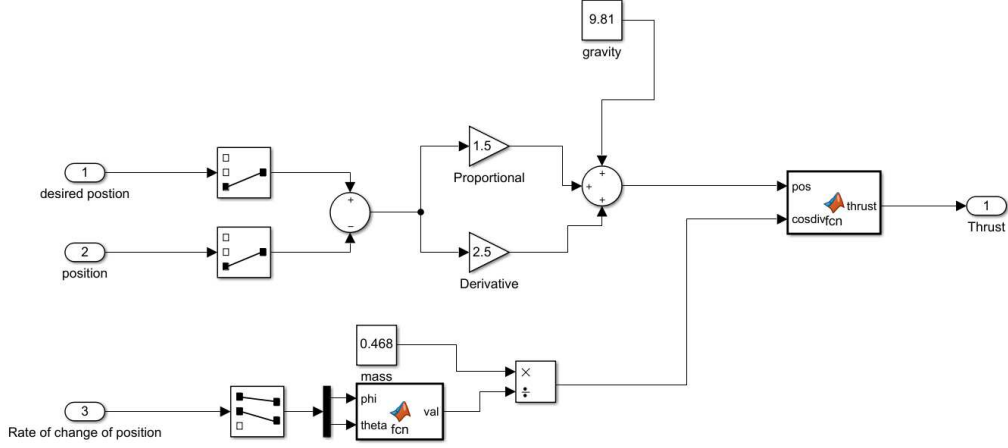 9.81
gravity
1
desired postion
1.5
Proportional
+
−
+
+
+
pos
cosdiv
fcn
thrust
1
Thrust
2
position
2.5
Derivative
0.468
mass
×
÷
3
Rate of change of position
phi
theta
fcn
val